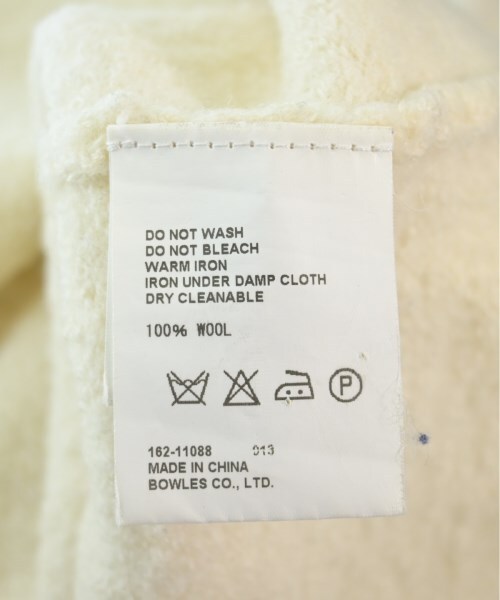 DO NOT WASH
DO NOT BLEACH
WARM IRON
IRON UNDER DAMP CLOTH
DRY CLEANABLE
100% WOOL
P
162-11088 013
MADE IN CHINA
BOWLES CO., LTD.